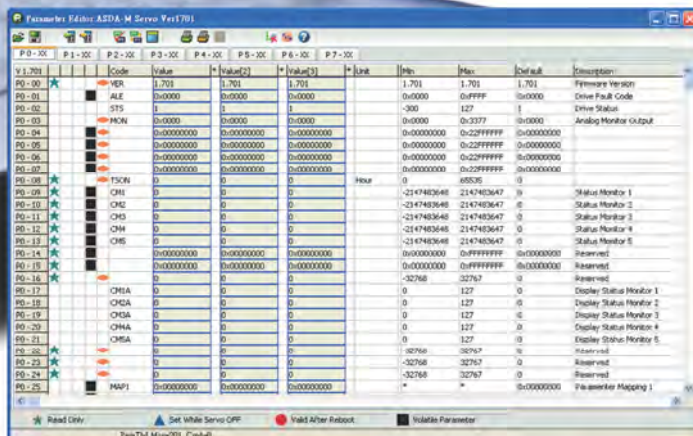 Parameter Editor ASDA-M Servo Ver1701
P0-XX P1-XX P2-XX P3-XX P4-XX P5-XX P6-XX P7-XX
V 1.701 Code Value * Value[2] * Value[3] * Unit Min Max Default Description
P0-00 VER 1.701 1.701 1.701 1.701 1.701 1.701 Firmware Version
P0-01 ALE 0x0000 0x0000 0x0000 0x0000 0xFFFF 0x0000 Drive Fault Code
P0-02 STS 1 1 1 -300 127 1 Drive Status
P0-03 MON 0x0000 0x0000 0x0000 0x0000 0x3377 0x0000 Analog Monitor Output
P0-04 0x00000000 0x00000000 0x00000000 0x00000000 0x22FFFFFF 0x00000000
P0-05 0x00000000 0x00000000 0x00000000 0x00000000 0x22FFFFFF 0x00000000
P0-06 0x00000000 0x00000000 0x00000000 0x00000000 0x22FFFFFF 0x00000000
P0-07 0x00000000 0x00000000 0x00000000 0x00000000 0x22FFFFFF 0x00000000
P0-08 TSON 0 0 0 Hour 0 65535 0
P0-09 CM1 0 0 0 -2147483648 2147483647 0 Status Monitor 1
P0-10 CM2 0 0 0 -2147483648 2147483647 0 Status Monitor 2
P0-11 CM3 0 0 0 -2147483648 2147483647 0 Status Monitor 3
P0-12 CM4 0 0 0 -2147483648 2147483647 0 Status Monitor 4
P0-13 CM5 0 0 0 -2147483648 2147483647 0 Status Monitor 5
P0-14 0x00000000 0x00000000 0x00000000 0x00000000 0xFFFFFFFF 0x00000000 Reserved
P0-15 0x00000000 0x00000000 0x00000000 0x00000000 0xFFFFFFFF 0x00000000 Reserved
P0-16 0 0 0 -32768 32767 0 Reserved
P0-17 CM1A 0 0 0 0 127 0 Display Status Monitor 1
P0-18 CM2A 0 0 0 0 127 0 Display Status Monitor 2
P0-19 CM3A 0 0 0 0 127 0 Display Status Monitor 3
P0-20 CM4A 0 0 0 0 127 0 Display Status Monitor 4
P0-21 CM5A 0 0 0 0 127 0 Display Status Monitor 5
P0-22 0 0 0 -32768 32767 0 Reserved
P0-23 0 0 0 -32768 32767 0 Reserved
P0-24 0 0 0 -32768 32767 0 Reserved
P0-25 MAP1 0x00000000 0x00000000 0x00000000 * * 0x00000000 Paramenter Mapping 1
Read Only Set While Servo OFF Valid After Reboot Volatile Parameter